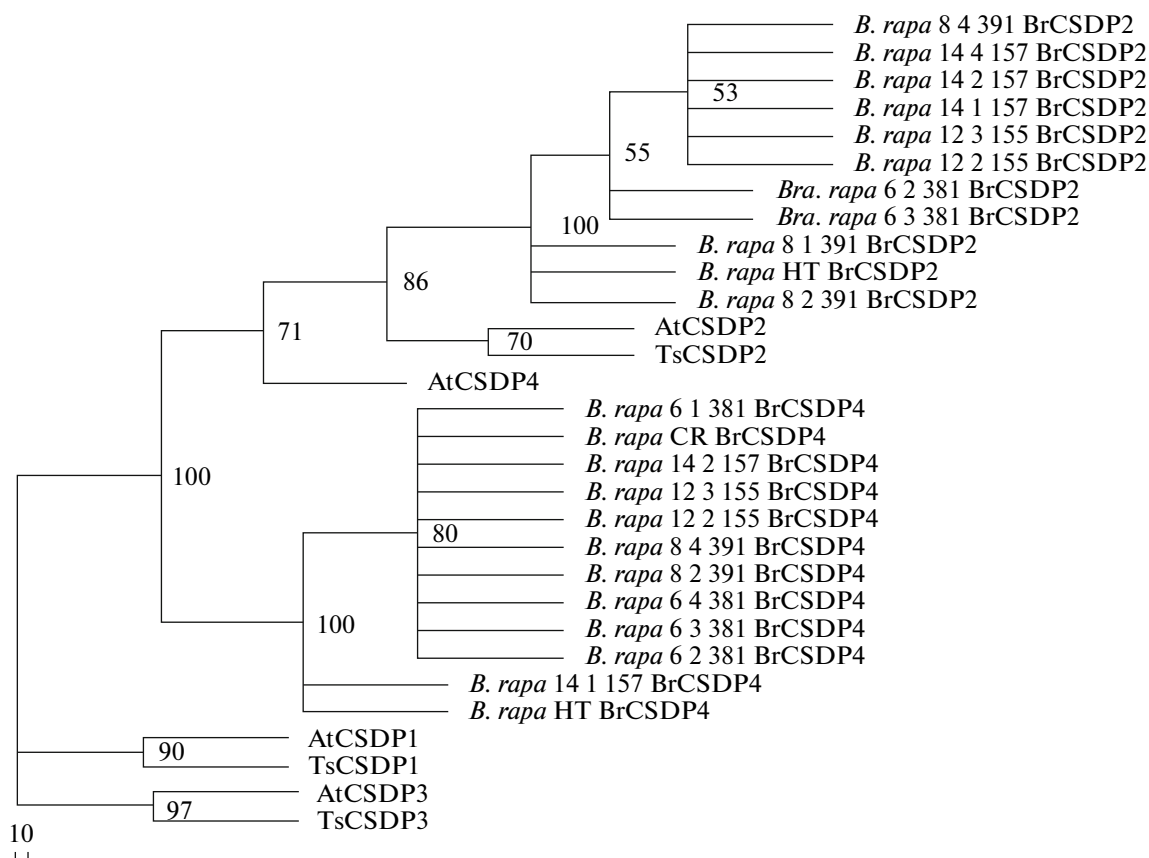 B. rapa 8 4 391 BrCSDP2
B. rapa 14 4 157 BrCSDP2
B. rapa 14 2 157 BrCSDP2
53
B. rapa 14 1 157 BrCSDP2
B. rapa 12 3 155 BrCSDP2
55
B. rapa 12 2 155 BrCSDP2
Bra. rapa 6 2 381 BrCSDP2
Bra. rapa 6 3 381 BrCSDP2
100
B. rapa 8 1 391 BrCSDP2
B. rapa HT BrCSDP2
86
B. rapa 8 2 391 BrCSDP2
AtCSDP2
71
70
TsCSDP2
AtCSDP4
B. rapa 6 1 381 BrCSDP4
B. rapa CR BrCSDP4
B. rapa 14 2 157 BrCSDP4
100
B. rapa 12 3 155 BrCSDP4
B. rapa 12 2 155 BrCSDP4
80
B. rapa 8 4 391 BrCSDP4
B. rapa 8 2 391 BrCSDP4
B. rapa 6 4 381 BrCSDP4
100
B. rapa 6 3 381 BrCSDP4
B. rapa 6 2 381 BrCSDP4
B. rapa 14 1 157 BrCSDP4
B. rapa HT BrCSDP4
AtCSDP1
90
TsCSDP1
AtCSDP3
97
TsCSDP3
10